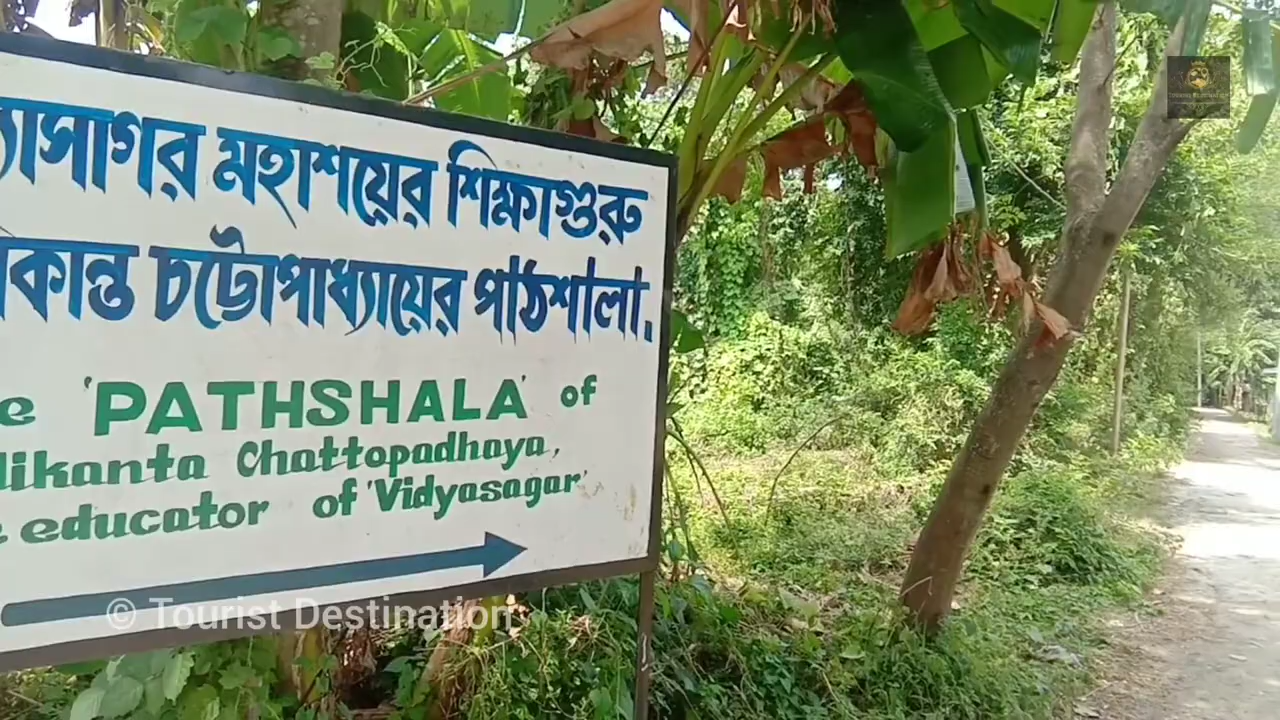 ্যাসাগর মহাশয়ের শিক্ষাগুরু
ীকান্ত চট্টোপাধ্যায়ের পাঠশালা.
e 'PATHSHALA' of
likanta Chattopadhaya,
e educator of 'Vidyasagar'
© Tourist Destination